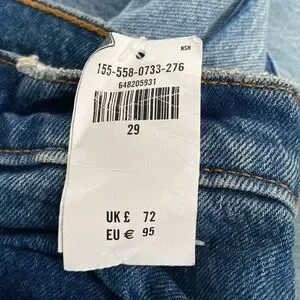 NSH
155-558-0733-276
648205931
29
UK £ 72
EU € 95